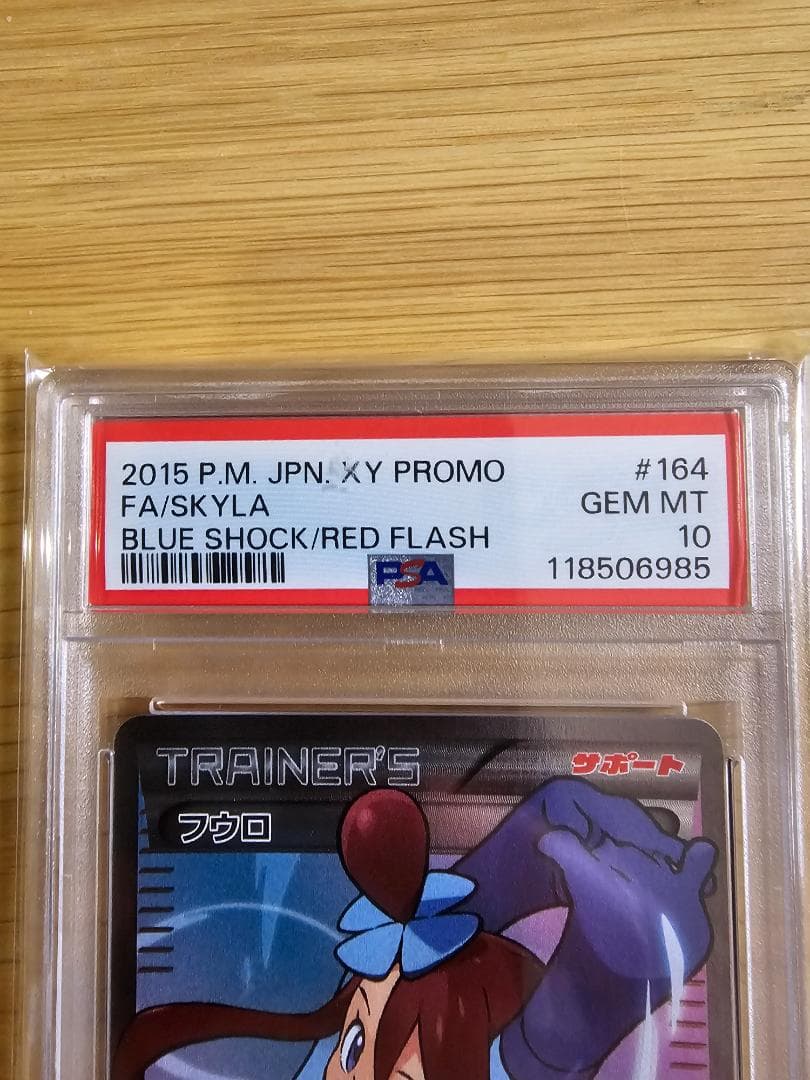 2015 P.M. JPN. XY PROMO #164
FA/SKYLA GEM MT
BLUE SHOCK/RED FLASH 10
PSA 118506985
TRAINER'S サポート
フウロ